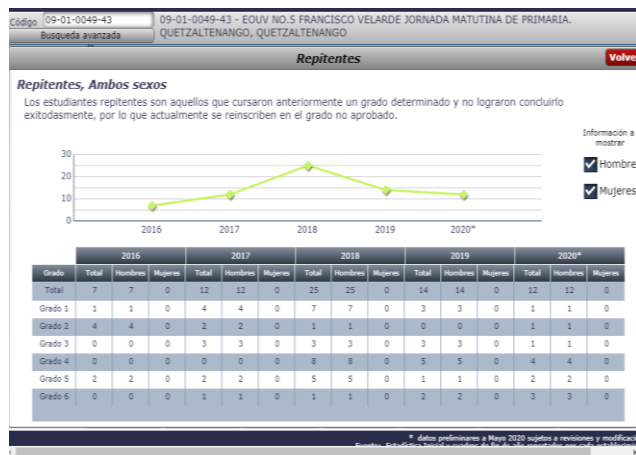 Código 09-01-0049-43 09-01-0049-43 - EOUV NO.5 FRANCISCO VELARDE JORNADA MATUTINA DE PRIMARIA.
Busqueda avanzada QUETZALTENANGO, QUETZALTENANGO
Repitentes Volve
Repitentes, Ambos sexos
Los estudiantes repitentes son aquellos que cursaron anteriormente un grado determinado y no lograron concluirlo
exitodasmente, por lo que actualmente se reinscriben en el grado no aprobado.
Información a
mostrar
Hombre
Mujeres
30
20
10
0
2016 2017 2018 2019 2020*
2016 2017 2018 2019 2020*
Grado Total Hombres Mujeres Total Hombres Mujeres Total Hombres Mujeres Total Hombres Mujeres Total Hombres Mujeres
Total 7 7 0 12 12 0 25 25 0 14 14 0 12 12 0
Grado 1 1 1 0 4 4 0 7 7 0 3 3 0 1 1 0
Grado 2 4 4 0 2 2 0 1 1 0 0 0 0 1 1 0
Grado 3 0 0 0 3 3 0 3 3 0 3 3 0 1 1 0
Grado 4 0 0 0 0 0 0 8 8 0 5 5 0 4 4 0
Grado 5 2 2 0 2 2 0 5 5 0 1 1 0 2 2 0
Grado 6 0 0 0 1 1 0 1 1 0 2 2 0 3 3 0
* datos preliminares a Mayo 2020 sujetos a revisiones y modificaci